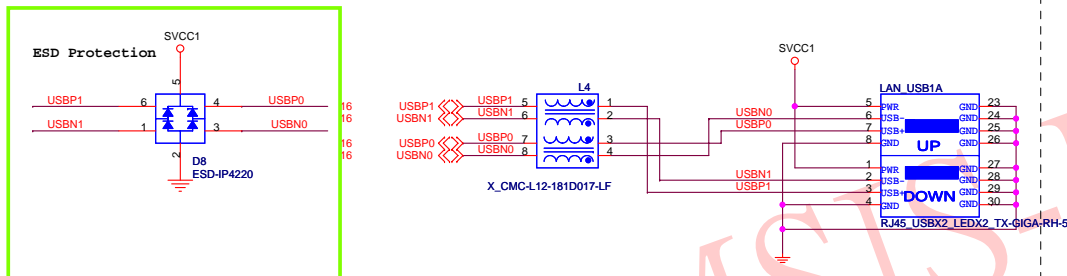 ESD Protection
SVCC1
5
USBP1
6
4
USBP0
USBN1
1
3
USBN0
2
D8
ESD-IP4220
16
16
16
16
L4
USBP1
USBP1
5
1
USBN1
USBN1
6
2
USBP0
USBP0
7
3
USBN0
USBN0
8
4
X_CMC-L12-181D017-LF
SVCC1
USBN0
USBP0
USBN1
USBP1
LAN_USB1A
5
PWR
GND
23
6
USB-
GND
24
7
USB+
GND
25
8
GND
GND
26
UP
1
PWR
GND
27
2
USB-
GND
28
3
USB+
GND
29
4
GND
GND
30
DOWN
RJ45_USBX2_LEDX2_TX-GIGA-RH-5